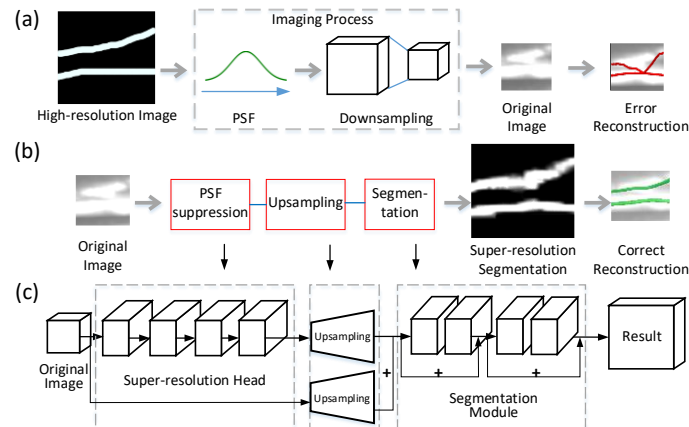 (a)
Imaging Process
High-resolution Image
PSF
Downsampling
Original
Image
Error
Reconstruction
(b)
PSF
suppression
Upsampling
Segmen-
tation
Original
Image
Super-resolution
Segmentation
Correct
Reconstruction
(c)
Original
Image
Super-resolution Head
Upsampling
Upsampling
+
+
+
Segmentation
Module
Result